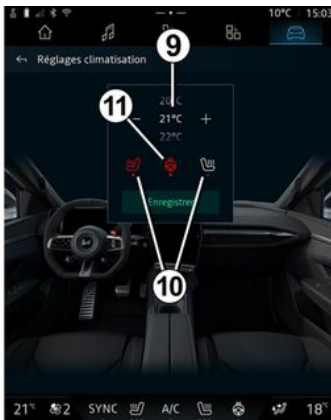 10°C 15:03
Réglages climatisation
9
20°C
11
− 21°C +
22°C
Enregistrer
10
21°C 2 SYNC A/C 18°